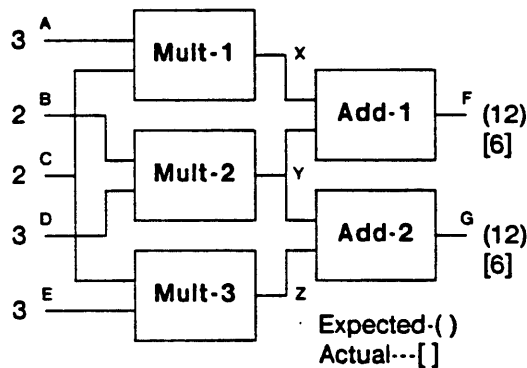 3 A
Mult-1
X
2 B
Add-1
F (12)
[6]
2 C
Mult-2
Y
3 D
Add-2
G (12)
[6]
Mult-3
Z
3 E
Expected-( )
Actual---[ ]